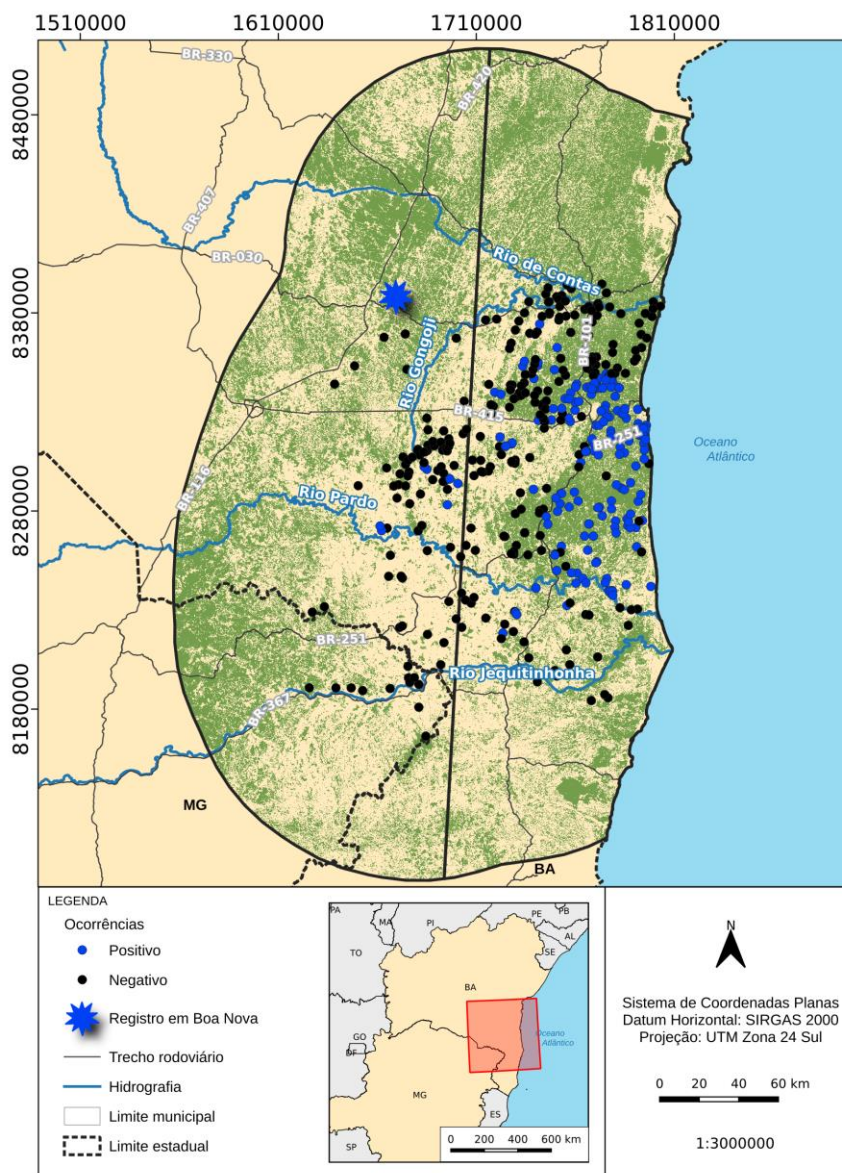 1510000
1610000
1710000
1810000
8480000
8380000
8280000
8180000
BR-330
BR-420
BR-407
BR-030
Rio de Contas
BR-101
Rio Gongoji
BR-415
BR-251
Oceano
Atlântico
BR-116
Rio Pardo
BR-251
Rio Jequitinhonha
BR-367
MG
BA
LEGENDA
Ocorrências
Positivo
Negativo
Registro em Boa Nova
Trecho rodoviário
Hidrografia
Limite municipal
Limite estadual
PA
MA
PI
PE
PB
AL
SE
TO
BA
GO
DF
Oceano
Atlântico
MG
ES
SP
0 200 400 600 km
N
Sistema de Coordenadas Planas
Datum Horizontal: SIRGAS 2000
Projeção: UTM Zona 24 Sul
0 20 40 60 km
1:3000000